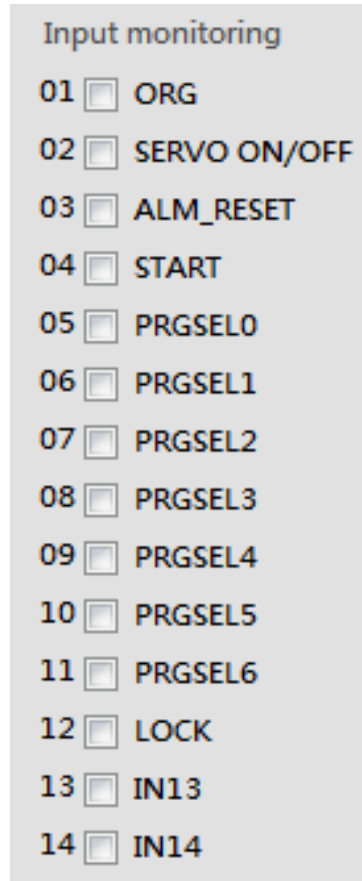 Input monitoring
01 ORG
02 SERVO ON/OFF
03 ALM_RESET
04 START
05 PRGSEL0
06 PRGSEL1
07 PRGSEL2
08 PRGSEL3
09 PRGSEL4
10 PRGSEL5
11 PRGSEL6
12 LOCK
13 IN13
14 IN14